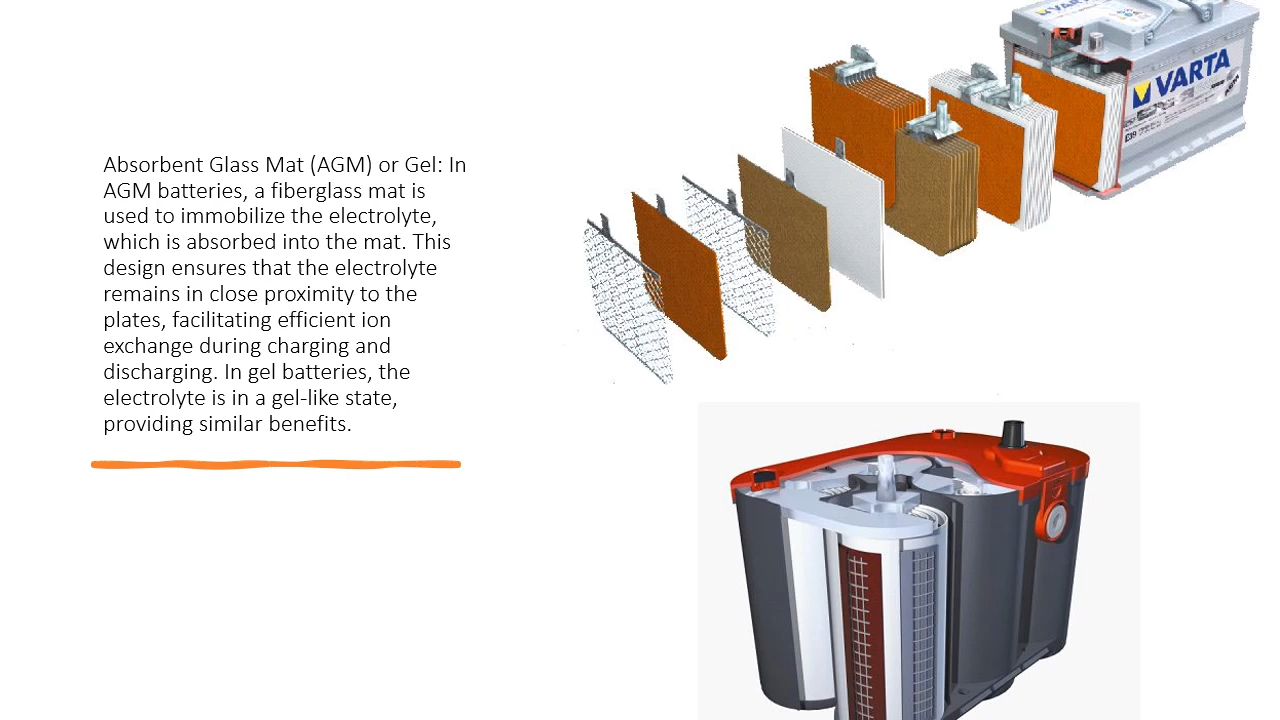 Absorbent Glass Mat (AGM) or Gel: In
AGM batteries, a fiberglass mat is
used to immobilize the electrolyte,
which is absorbed into the mat. This
design ensures that the electrolyte
remains in close proximity to the
plates, facilitating efficient ion
exchange during charging and
discharging. In gel batteries, the
electrolyte is in a gel-like state,
providing similar benefits.
VARTA
VARTA